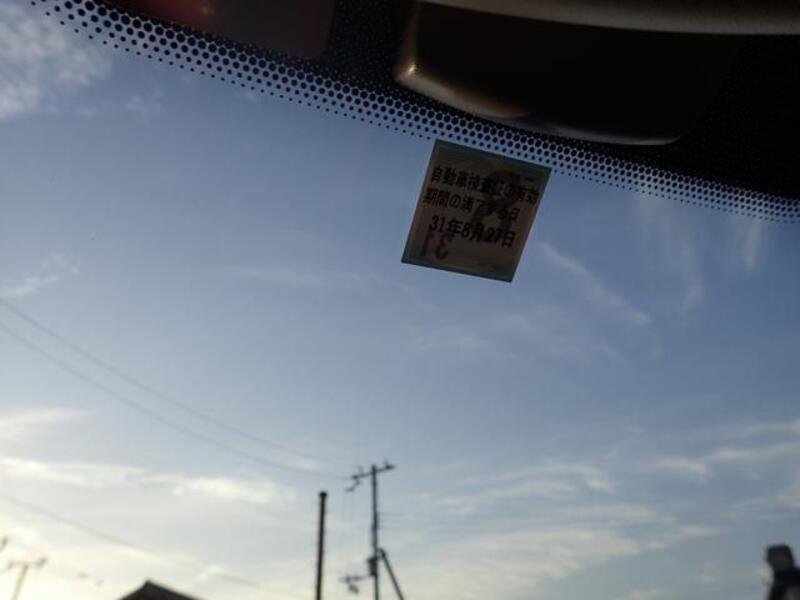 自動車検査証の有効
期間の満了する日
31年8月27日